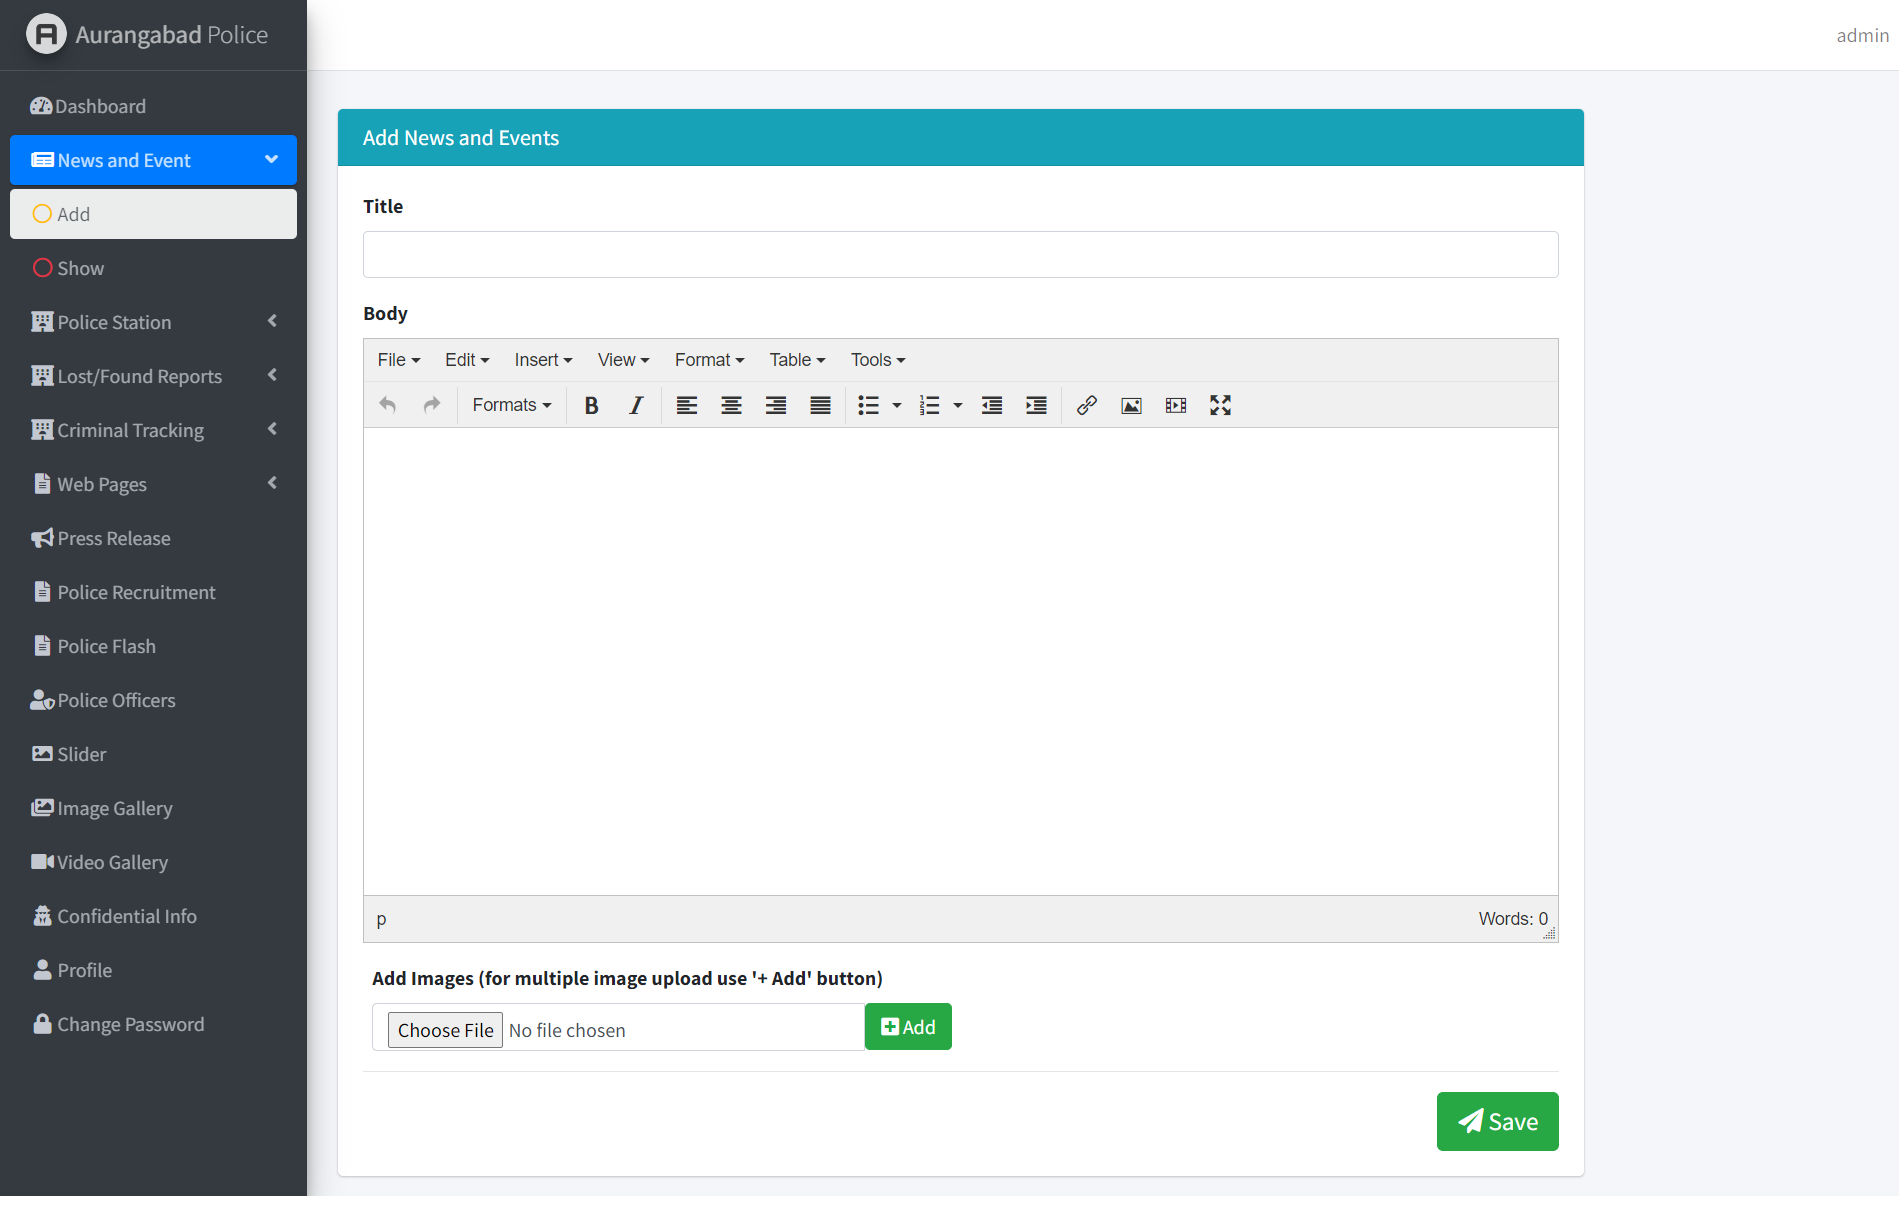 Aurangabad Police
admin
Dashboard
News and Event
Add
Show
Police Station
Lost/Found Reports
Criminal Tracking
Web Pages
Press Release
Police Recruitment
Police Flash
Police Officers
Slider
Image Gallery
Video Gallery
Confidential Info
Profile
Change Password
Add News and Events
Title
Body
File Edit Insert View Format Table Tools
Formats B I
p Words: 0
Add Images (for multiple image upload use '+ Add' button)
Choose File No file chosen Add
Save